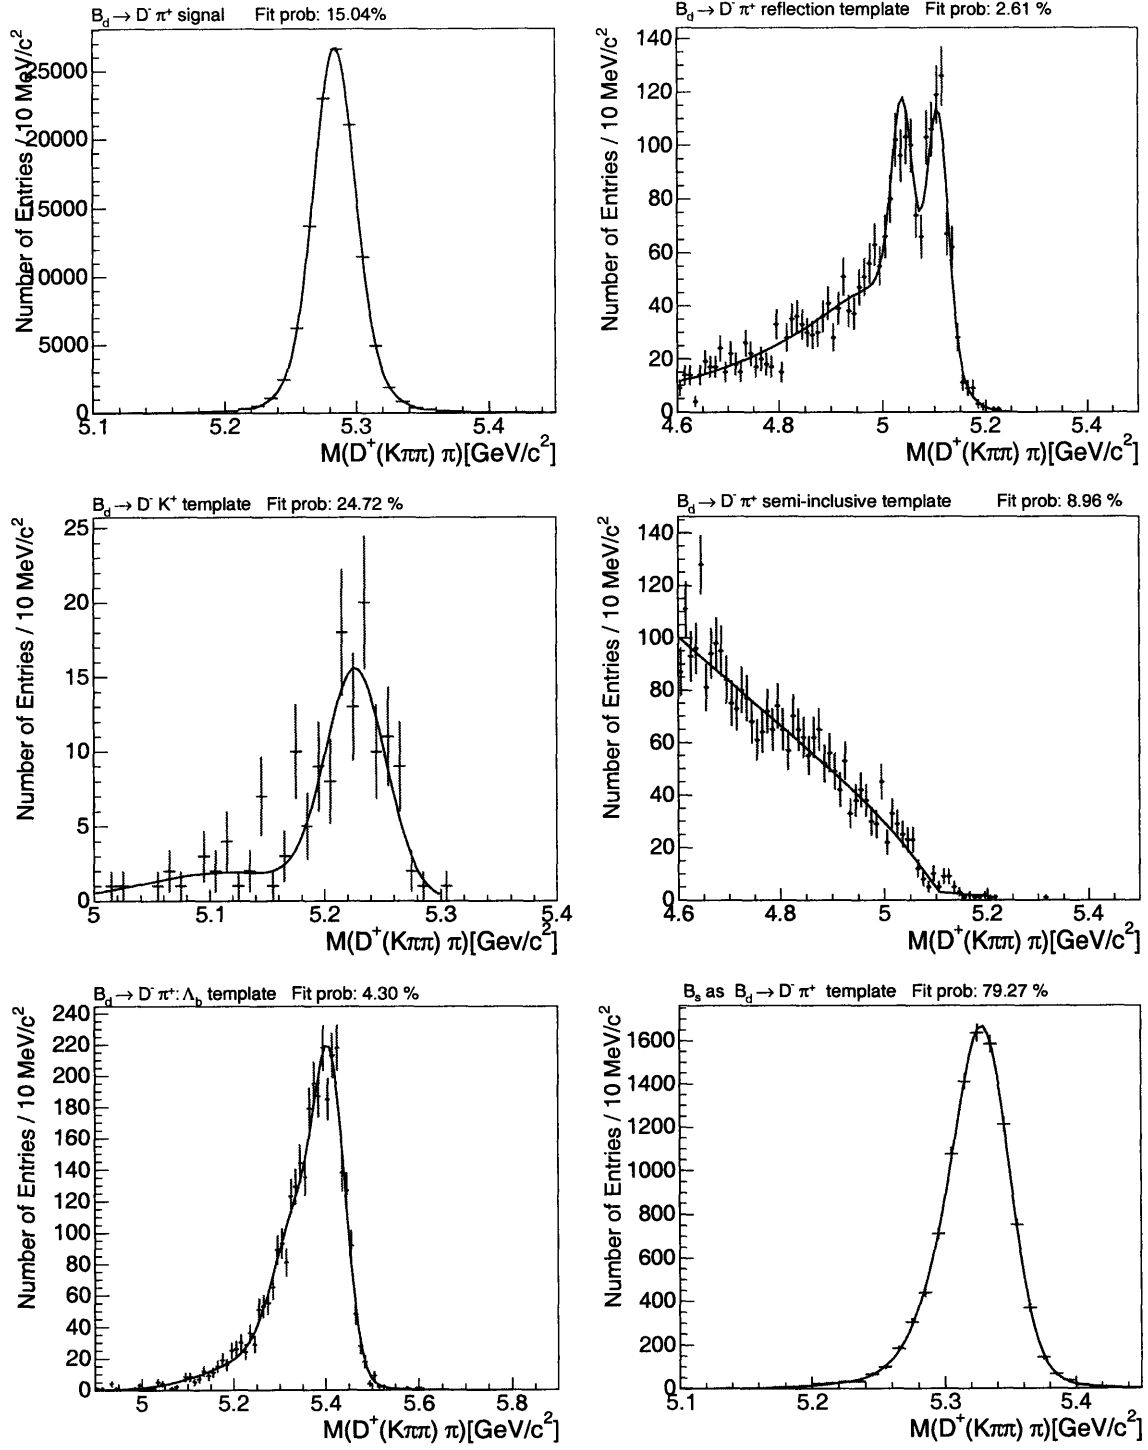 B_d → D⁻ π⁺ signal Fit prob: 15.04%
Number of Entries / 10 MeV/c²
25000
20000
15000
10000
5000
0
5.1 5.2 5.3 5.4
M(D⁺(Kππ) π)[GeV/c²]
B_d → D⁻ π⁺ reflection template Fit prob: 2.61 %
Number of Entries / 10 MeV/c²
140
120
100
80
60
40
20
0
4.6 4.8 5 5.2 5.4
M(D⁺(Kππ) π)[GeV/c²]
B_d → D⁻ K⁺ template Fit prob: 24.72 %
Number of Entries / 10 MeV/c²
25
20
15
10
5
0
5 5.1 5.2 5.3 5.4
M(D⁺(Kππ) π)[Gev/c²]
B_d → D⁻ π⁺ semi-inclusive template Fit prob: 8.96 %
Number of Entries / 10 MeV/c²
140
120
100
80
60
40
20
0
4.6 4.8 5 5.2 5.4
M(D⁺(Kππ) π)[GeV/c²]
B_d → D⁻ π⁺: Λ_b template Fit prob: 4.30 %
Number of Entries / 10 MeV/c²
240
220
200
180
160
140
120
100
80
60
40
20
0
5 5.2 5.4 5.6 5.8
M(D⁺(Kππ) π)[GeV/c²]
B_s as B_d → D⁻ π⁺ template Fit prob: 79.27 %
Number of Entries / 10 MeV/c²
1600
1400
1200
1000
800
600
400
200
0
5.1 5.2 5.3 5.4
M(D⁺(Kππ) π)[GeV/c²]